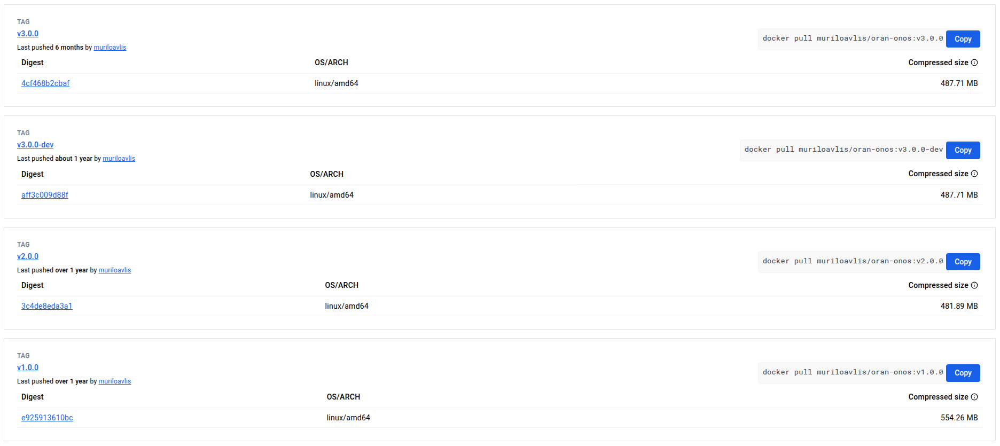 TAG
v3.0.0
docker pull muriloavlis/oran-onos:v3.0.0 Copy
Last pushed 6 months by muriloavlis
Digest OS/ARCH Compressed size
4cf468b2cbaf linux/amd64 487.71 MB
TAG
v3.0.0-dev
docker pull muriloavlis/oran-onos:v3.0.0-dev Copy
Last pushed about 1 year by muriloavlis
Digest OS/ARCH Compressed size
aff3c009d88f linux/amd64 487.71 MB
TAG
v2.0.0
docker pull muriloavlis/oran-onos:v2.0.0 Copy
Last pushed over 1 year by muriloavlis
Digest OS/ARCH Compressed size
3c4de8eda3a1 linux/amd64 481.89 MB
TAG
v1.0.0
docker pull muriloavlis/oran-onos:v1.0.0 Copy
Last pushed over 1 year by muriloavlis
Digest OS/ARCH Compressed size
e925913610bc linux/amd64 554.26 MB